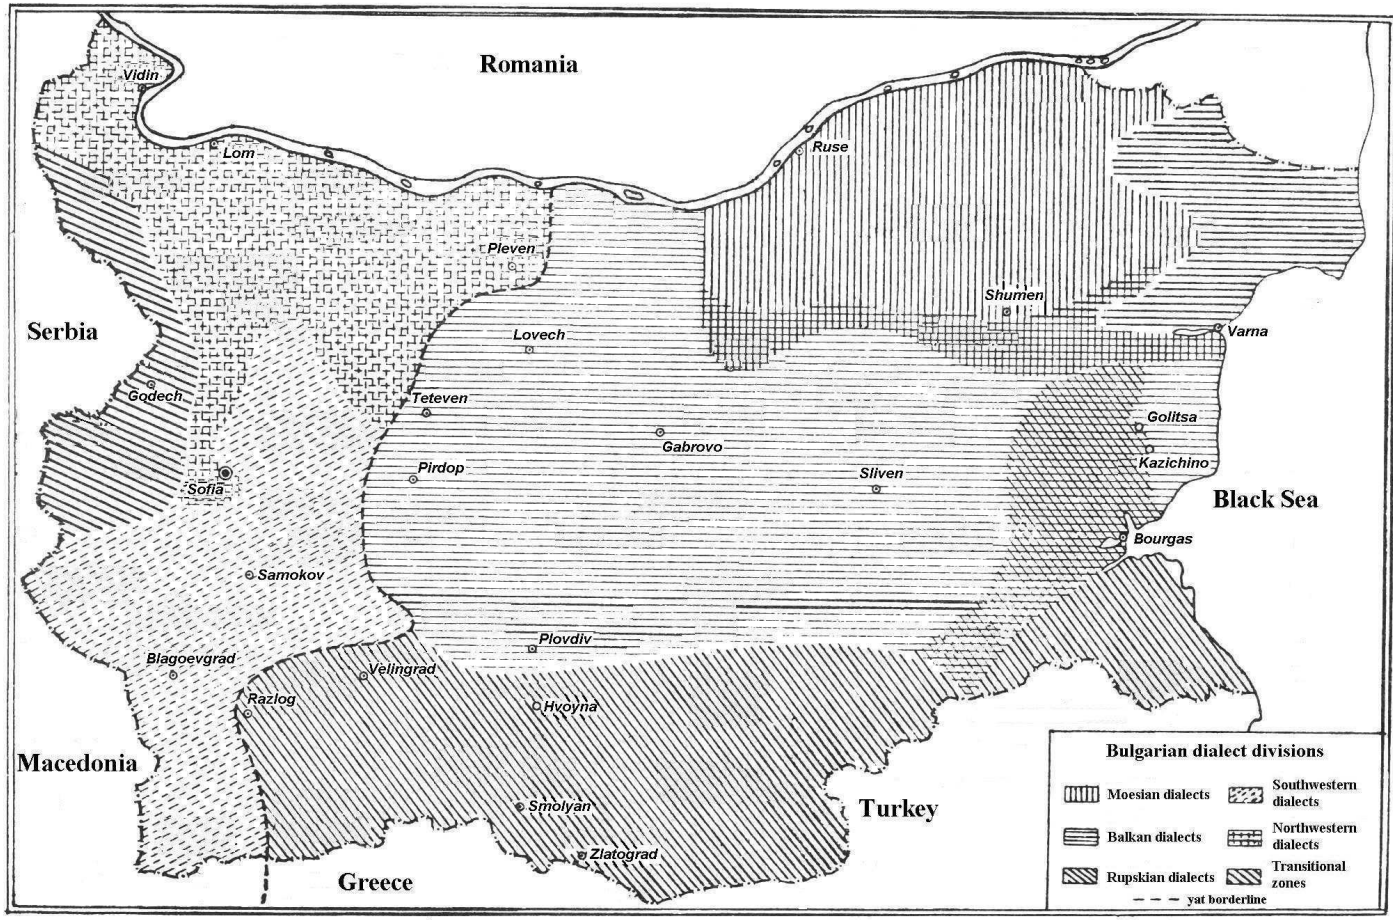 Romania
Vidin
Lom
Ruse
Pleven
Shumen
Serbia
Varna
Lovech
Godech
Teteven
Golitsa
Gabrovo
Kazichino
Pirdop
Sliven
Sofia
Black Sea
Bourgas
Samokov
Plovdiv
Blagoevgrad
Velingrad
Razlog
Hvoyna
Macedonia
Smolyan
Turkey
Zlatograd
Greece
Bulgarian dialect divisions
Moesian dialects
Balkan dialects
Rupskian dialects
Southwestern
dialects
Northwestern
dialects
Transitional
zones
yat borderline